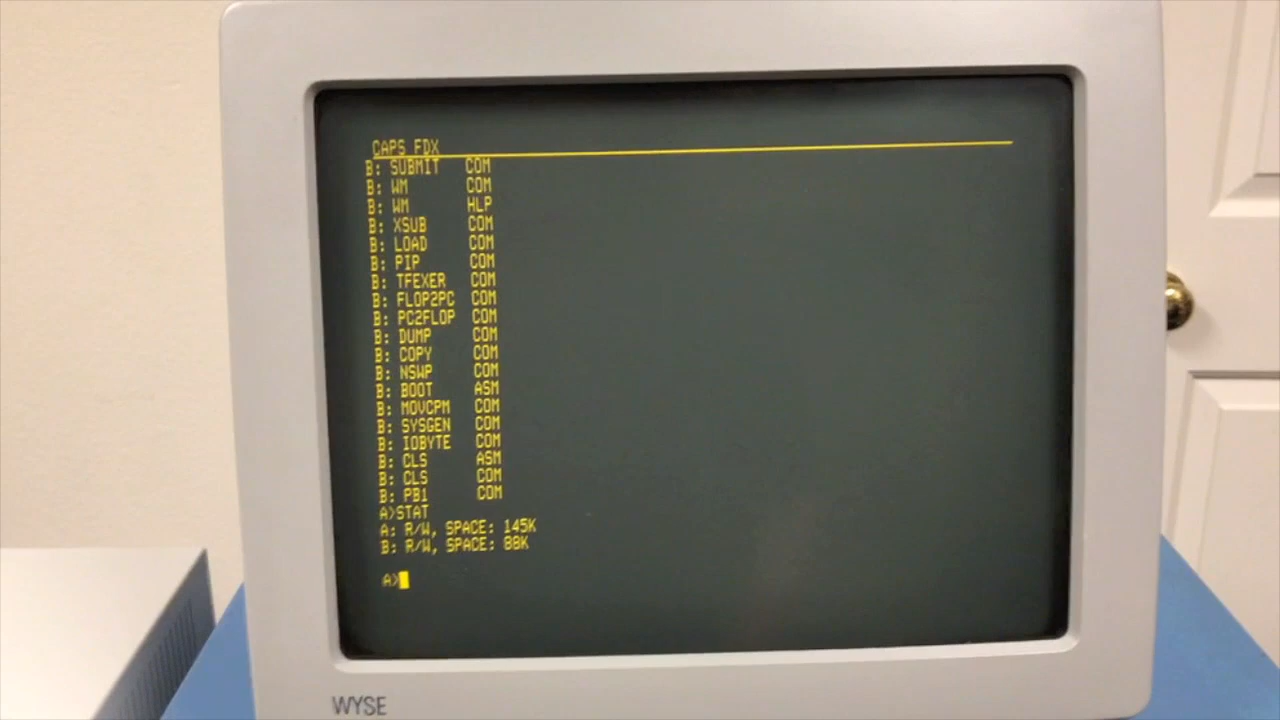 CAPS FDX
B: SUBMIT COM
B: WM COM
B: WM HLP
B: XSUB COM
B: LOAD COM
B: PIP COM
B: TFEXER COM
B: FLOP2PC COM
B: PC2FLOP COM
B: DUMP COM
B: COPY COM
B: NSWP COM
B: BOOT ASM
B: MOVCPM COM
B: SYSGEN COM
B: IOBYTE COM
B: CLS ASM
B: CLS COM
B: PB1 COM
A>STAT
A: R/W, SPACE: 145K
B: R/W, SPACE: 88K
A>
WYSE